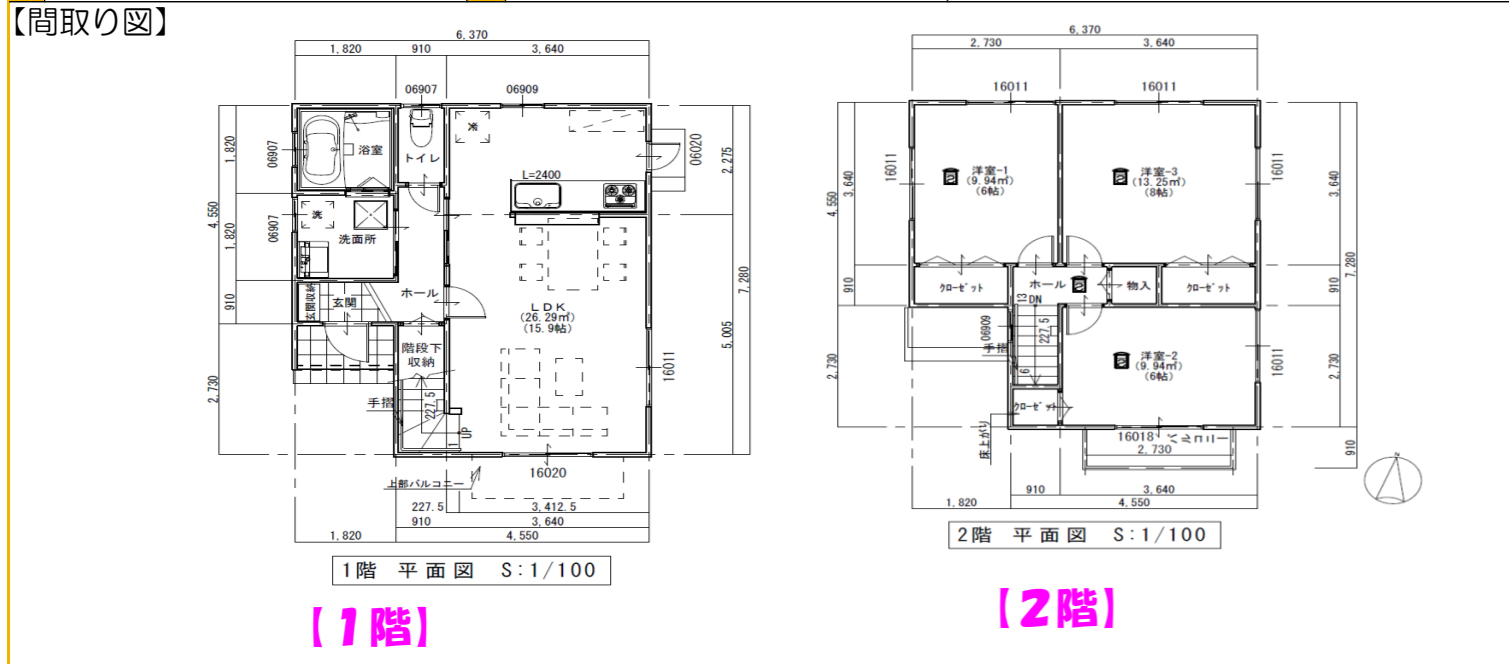 【間取り図】
6,370
1,820 910 3,640
06907 06909
冷
浴室
トイレ
06907
1,820
06020
2,275
L=2400
洗
洗面所
06907
4,550
1,820
7,280
玄関収納
玄関
ホール
910
LDK
(26.29㎡)
(15.9帖)
5,005
階段下
収納
16011
2,730
手摺
227.5
1
UP
16020
上部バルコニー
227.5 3,412.5
910 3,640
1,820 4,550
1階 平面図 S:1/100
【1階】
6,370
2,730 3,640
16011 16011
16011
洋室-1
(9.94㎡)
(6帖)
洋室-3
(13.25㎡)
(8帖)
16011
4,550
3,640
3,640
7,280
クローゼット
ホール
物入
クローゼット
910
910
13
DN
06909
227.5
手摺
6
洋室-2
(9.94㎡)
(6帖)
16011
2,730
2,730
クローゼット
床上がり
16018
バルコニー
2,730
910
910 3,640
1,820 4,550
2階 平面図 S:1/100
【2階】